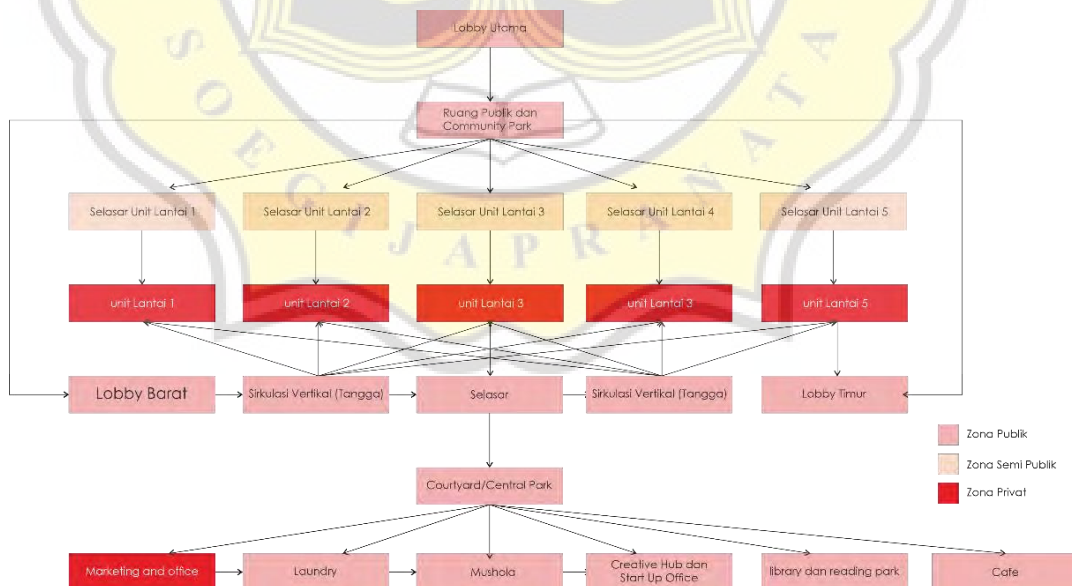 Lobby Utama
Ruang Publik dan
Community Park
Selasar Unit Lantai 1
Selasar Unit Lantai 2
Selasar Unit Lantai 3
Selasar Unit Lantai 4
Selasar Unit Lantai 5
unit Lantai 1
unit Lantai 2
unit Lantai 3
unit Lantai 3
unit Lantai 5
Lobby Barat
Sirkulasi Vertikal (Tangga)
Selasar
Sirkulasi Vertikal (Tangga)
Lobby Timur
Zona Publik
Zona Semi Publik
Zona Privat
Courtyard/Central Park
Marketing and office
Laundry
Mushola
Creative Hub dan
Start Up Office
library dan reading park
Cafe
SOEGIJAPRANATA